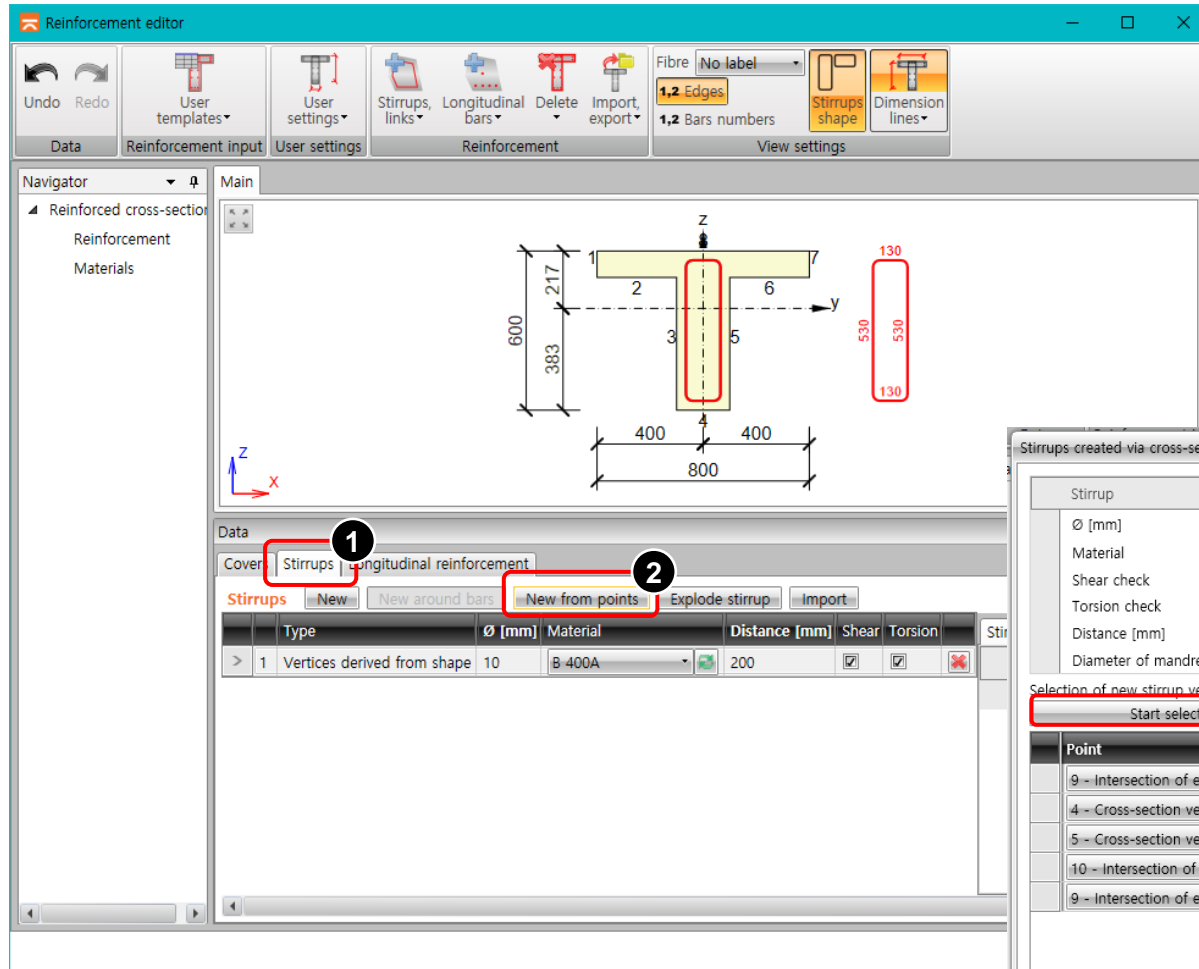 Reinforcement editor
Undo Redo
User templates
User settings
Stirrups, links
Longitudinal bars
Delete
Import, export
Fibre No label
1,2 Edges
1,2 Bars numbers
Stirrups shape
Dimension lines
Data Reinforcement input User settings Reinforcement View settings
Navigator
Reinforced cross-section
Reinforcement
Materials
Main
z
8
130
1 7
217
2 6
y
600
530 530
3 5
383
130
4
400 400
800
Z
X
Data
1
Covers Stirrups Longitudinal reinforcement
2
Stirrups New New around bars New from points Explode stirrup Import
Type Ø [mm] Material Distance [mm] Shear Torsion
> 1 Vertices derived from shape 10 B 400A 200
Stir
Stirrups created via cross-se
Stirrup
Ø [mm]
Material
Shear check
Torsion check
Distance [mm]
Diameter of mandre
Selection of new stirrup ve
Start select
Point
9 - Intersection of e
4 - Cross-section ve
5 - Cross-section ve
10 - Intersection of
9 - Intersection of e